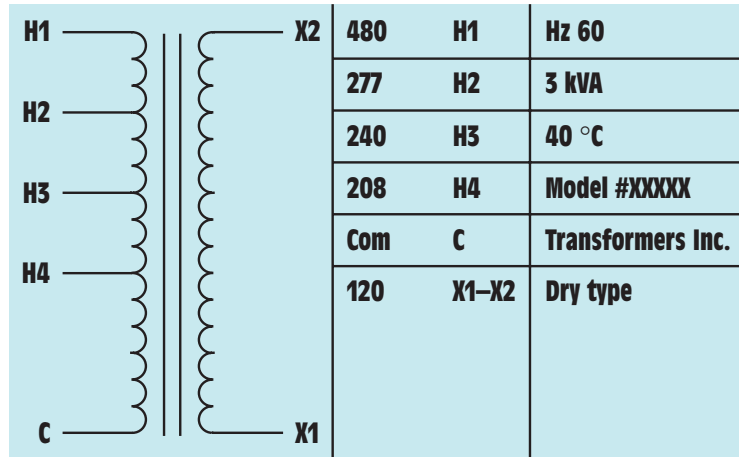 H1
H2
H3
H4
C
X2
X1
480 H1 Hz 60
277 H2 3 kVA
240 H3 40 °C
208 H4 Model #XXXXX
Com C Transformers Inc.
120 X1–X2 Dry type